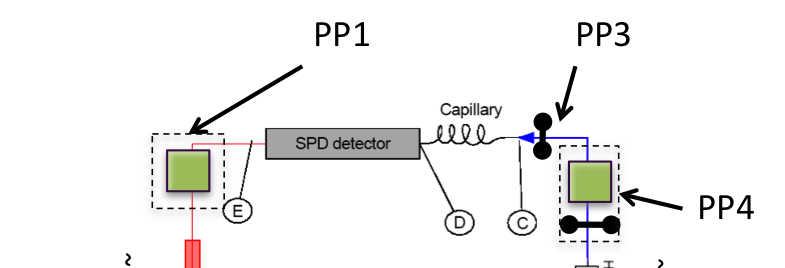 PP1
PP3
Capillary
SPD detector
PP4
E
D
C
H